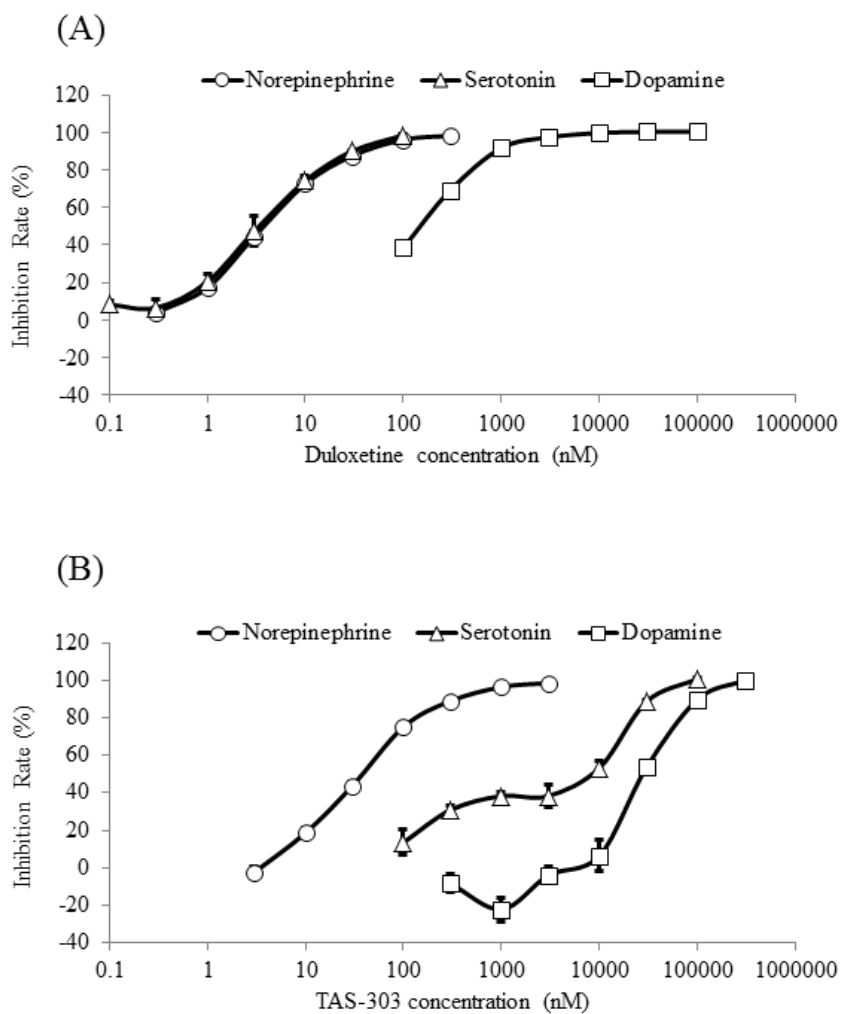 (A)
Norepinephrine Serotonin Dopamine
120
100
80
60
40
20
0
-20
-40
Inhibition Rate (%)
0.1 1 10 100 1000 10000 100000 1000000
Duloxetine concentration (nM)
(B)
Norepinephrine Serotonin Dopamine
120
100
80
60
40
20
0
-20
-40
Inhibition Rate (%)
0.1 1 10 100 1000 10000 100000 1000000
TAS-303 concentration (nM)